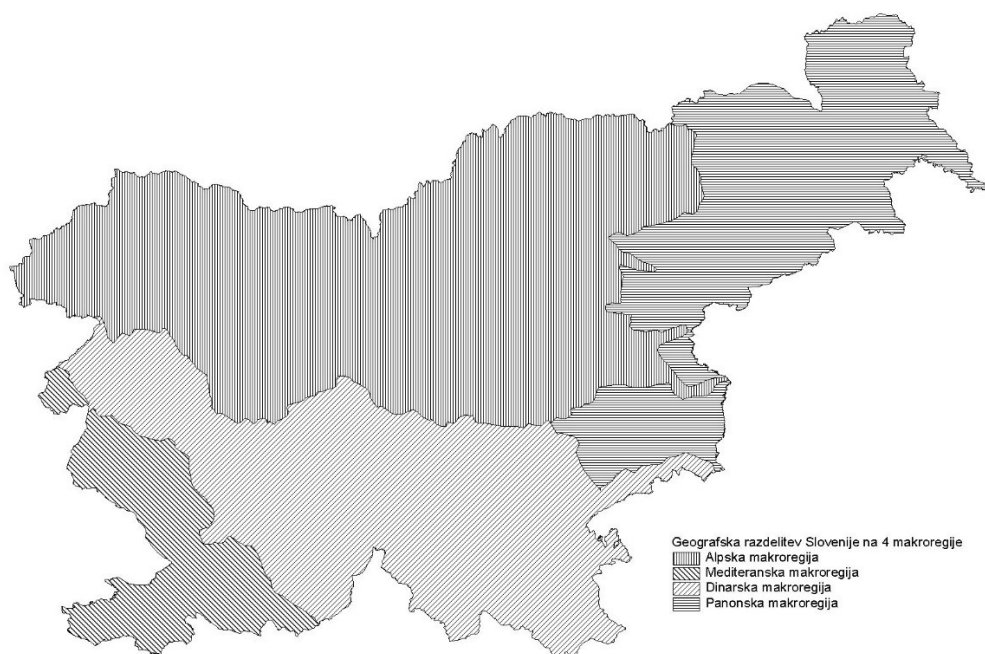 Geografska razdelitev Slovenije na 4 makroregije
Alpska makroregija
Mediteranska makroregija
Dinarska makroregija
Panonska makroregija